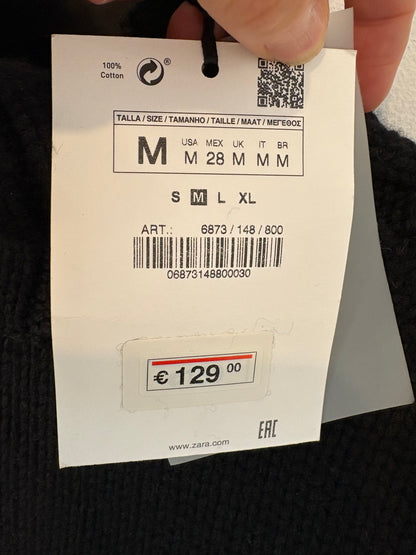 100%
Cotton
®
TALLA / SIZE / TAMANHO / TAILLE / MAAT / ΜΕΓΕΘΟΣ
USA MEX UK IT BR
M M 28 M M M
S M L XL
ART.: 6873 / 148 / 800
06873148800030
€ 129 00
www.zara.com
EAC